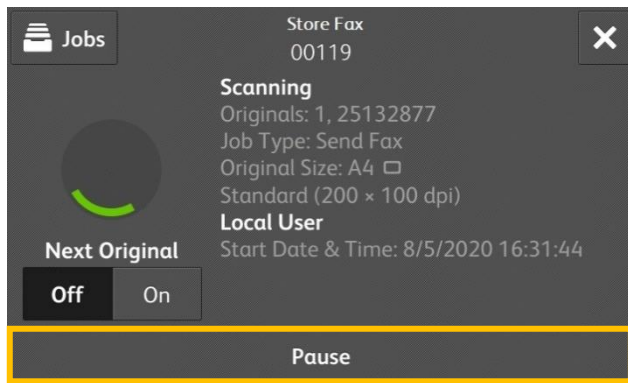 Jobs
Store Fax
00119
Scanning
Originals: 1, 25132877
Job Type: Send Fax
Original Size: A4
Standard (200 × 100 dpi)
Local User
Start Date & Time: 8/5/2020 16:31:44
Next Original
Off On
Pause